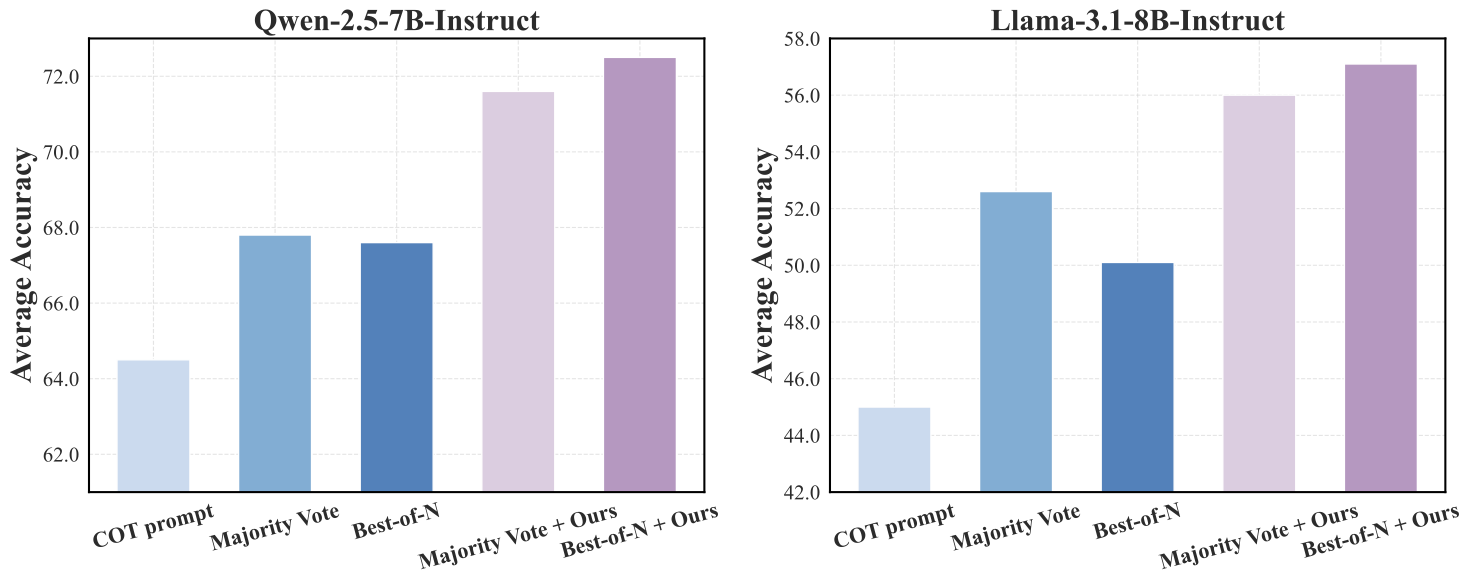 Qwen-2.5-7B-Instruct
Average Accuracy
72.0
70.0
68.0
66.0
64.0
62.0
COT prompt
Majority Vote
Best-of-N
Majority Vote + Ours
Best-of-N + Ours
Llama-3.1-8B-Instruct
Average Accuracy
58.0
56.0
54.0
52.0
50.0
48.0
46.0
44.0
42.0
COT prompt
Majority Vote
Best-of-N
Majority Vote + Ours
Best-of-N + Ours